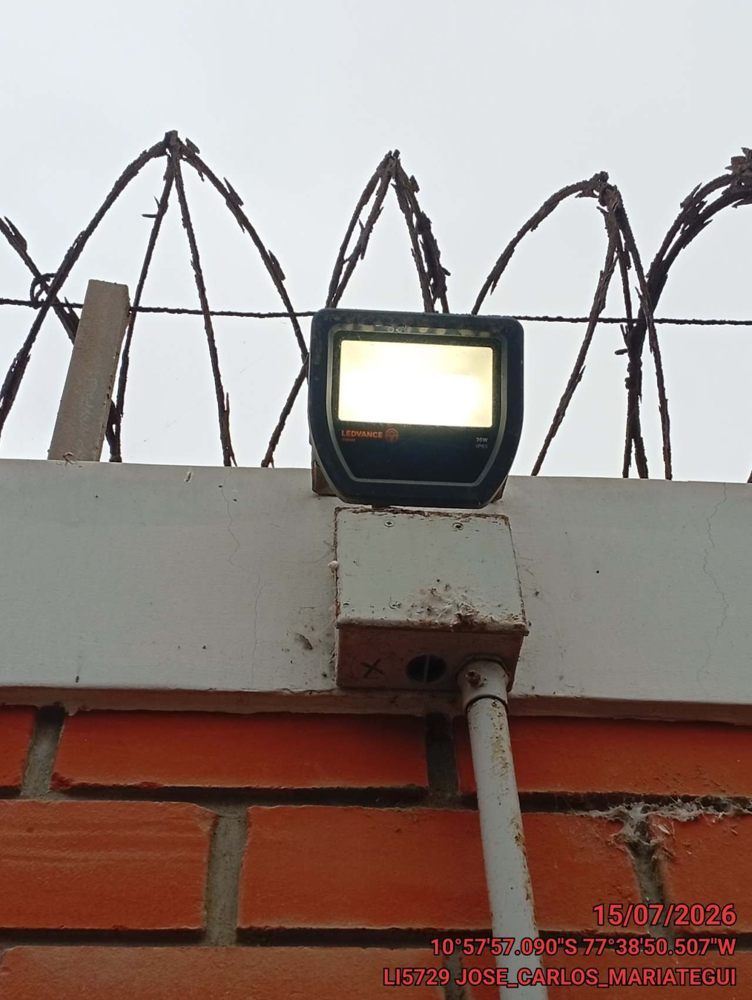 LEDVANCE
30W
IP65
X
15/07/2026
10°57'57.090"S 77°38'50.507"W
LI5729 JOSE_CARLOS_MARIATEGUI